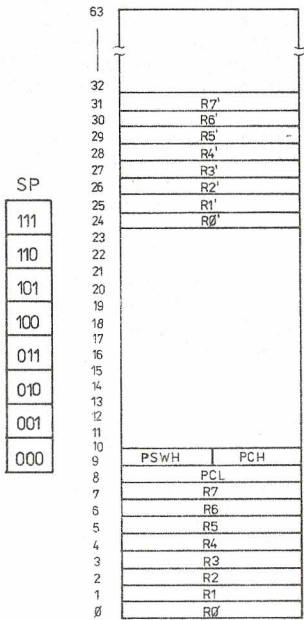 63
32
31 R7'
30 R6'
29 R5'
28 R4'
27 R3'
26 R2'
25 R1'
24 RØ'
23
22
21
20
19
18
17
16
15
14
13
12
11
10
9 PSWH PCH
8 PCL
7 R7
6 R6
5 R5
4 R4
3 R3
2 R2
1 R1
Ø RØ
SP
111
110
101
100
011
010
001
000